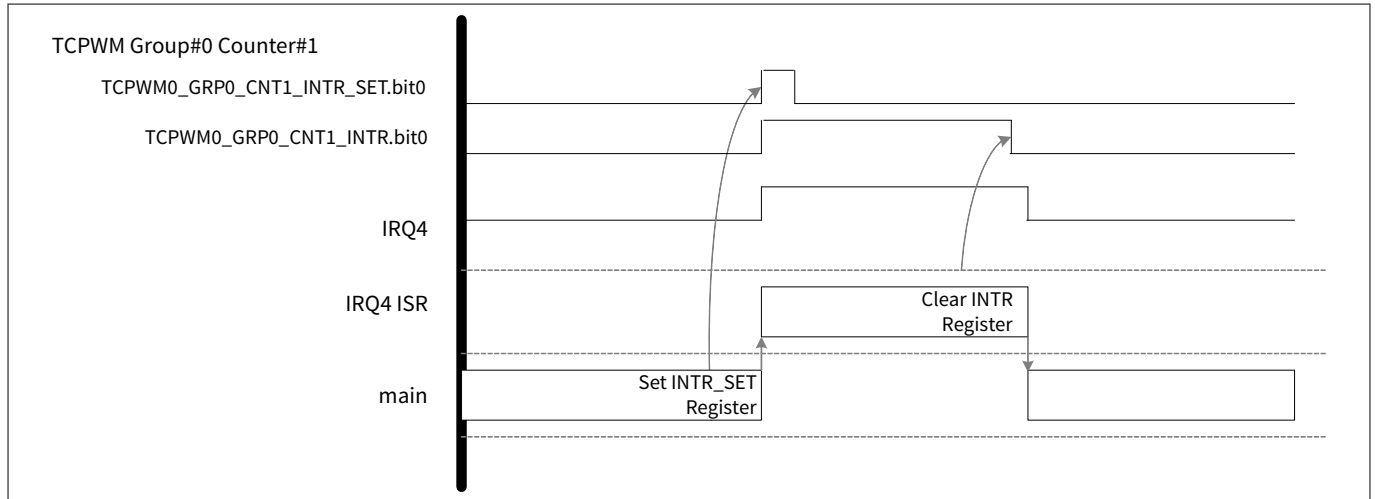 TCPWM Group#0 Counter#1
TCPWM0_GRP0_CNT1_INTR_SET.bit0
TCPWM0_GRP0_CNT1_INTR.bit0
IRQ4
IRQ4 ISR
Clear INTR
Register
main
Set INTR_SET
Register